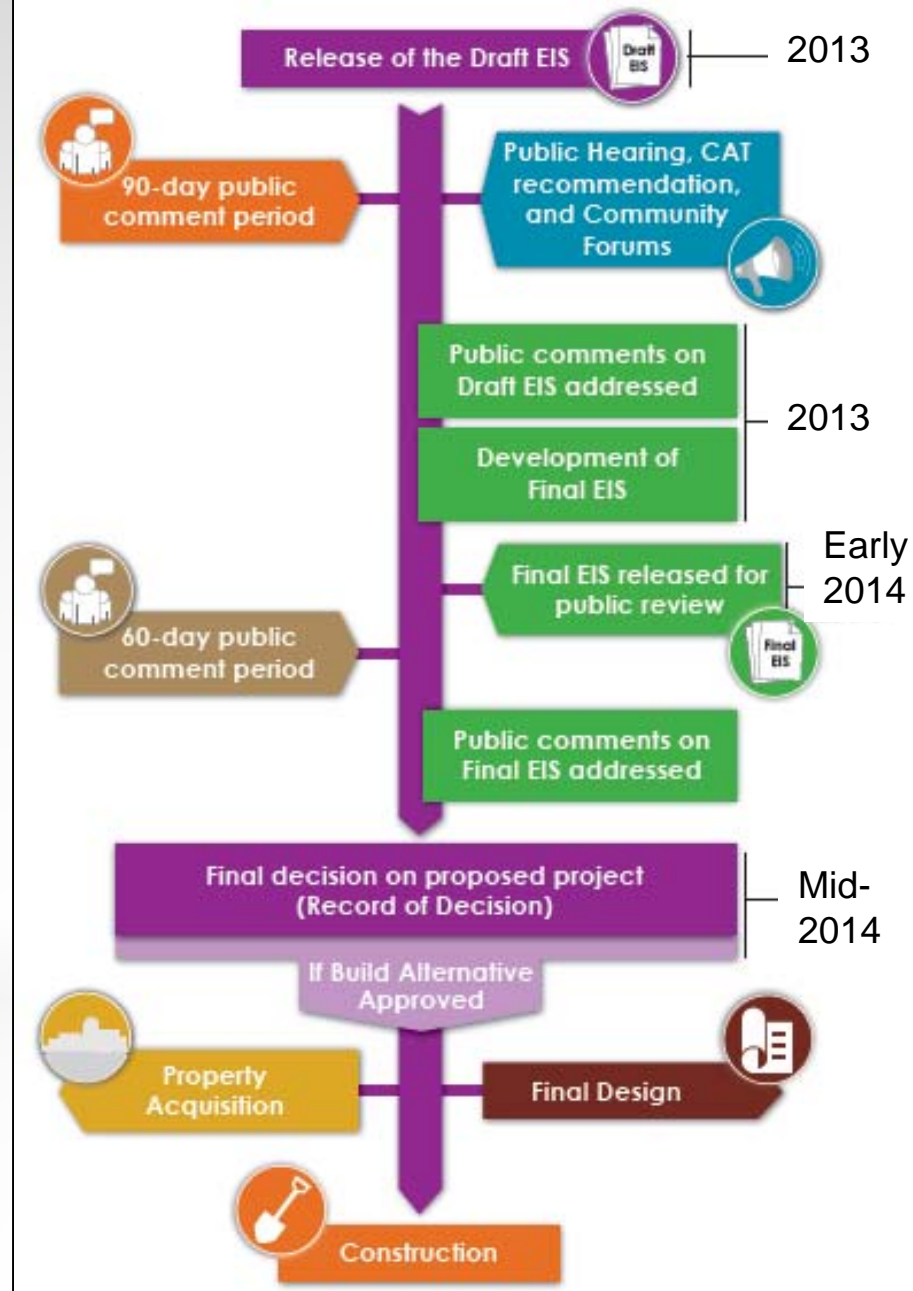 Release of the Draft EIS
Draft
EIS
2013
90-day public
comment period
Public Hearing, CAT
recommendation,
and Community
Forums
Public comments on
Draft EIS addressed
Development of
Final EIS
2013
Final EIS released for
public review
Final
EIS
Early
2014
60-day public
comment period
Public comments on
Final EIS addressed
Final decision on proposed project
(Record of Decision)
Mid-
2014
If Build Alternative
Approved
Property
Acquisition
Final Design
Construction